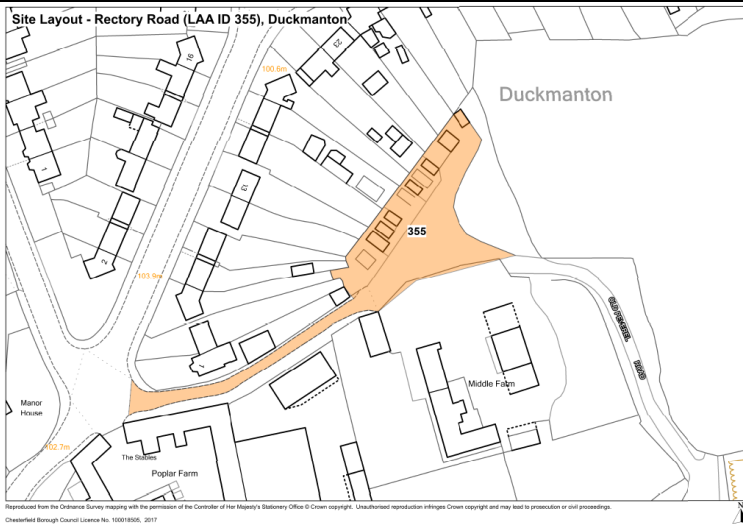 Site Layout - Rectory Road (LAA ID 355), Duckmanton
16
23
100.6m
Duckmanton
1
13
355
2
103.9m
OLD PEVEREL
ROAD
1
Middle Farm
Manor
House
102.7m
The Stables
Poplar Farm
N
Reproduced from the Ordnance Survey mapping with the permission of the Controller of Her Majesty's Stationery Office © Crown copyright. Unauthorised reproduction infringes Crown copyright and may lead to prosecution or civil proceedings.
Chesterfield Borough Council Licence No. 100018505, 2017